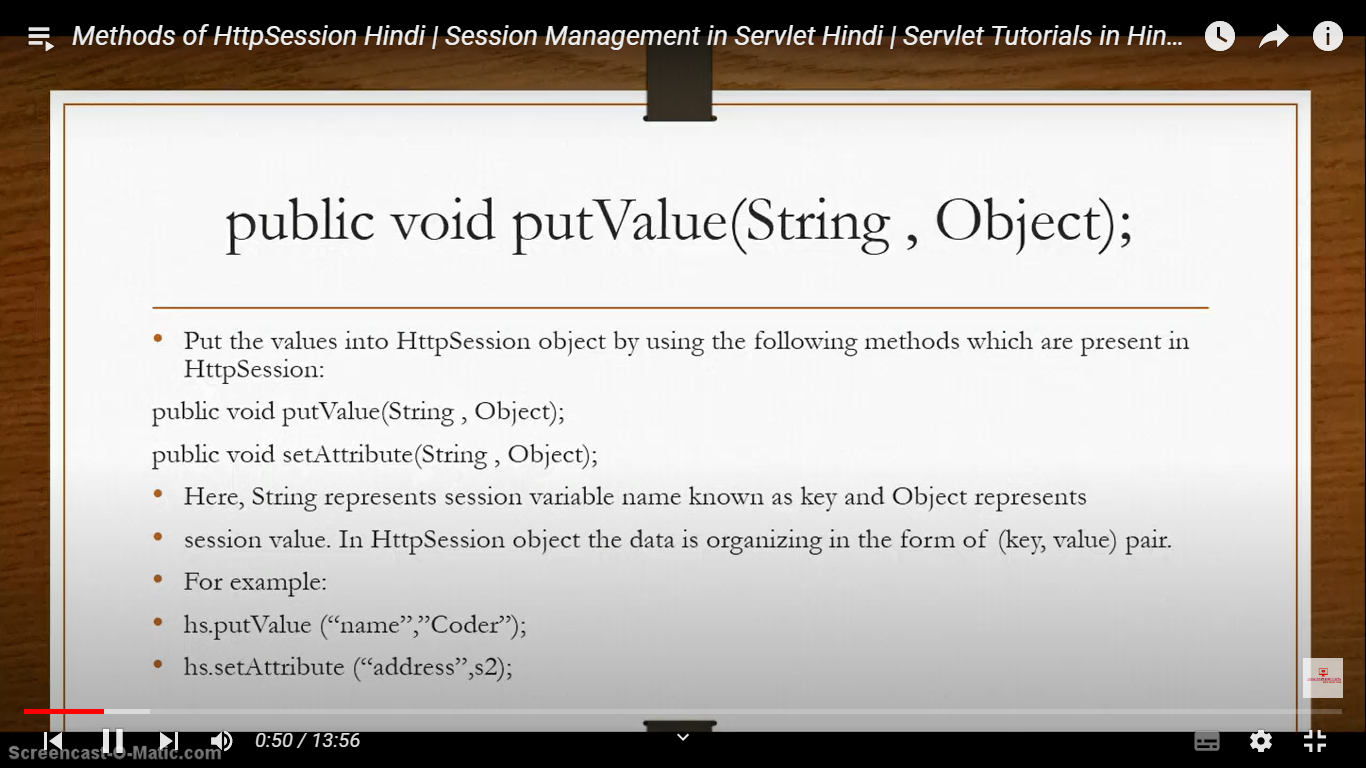 Methods of HttpSession Hindi | Session Management in Servlet Hindi | Servlet Tutorials in Hin...
public void putValue(String , Object);
• Put the values into HttpSession object by using the following methods which are present in
HttpSession:
public void putValue(String , Object);
public void setAttribute(String , Object);
• Here, String represents session variable name known as key and Object represents
• session value. In HttpSession object the data is organizing in the form of (key, value) pair.
• For example:
• hs.putValue (“name”,”Coder”);
• hs.setAttribute (“address”,s2);
0:50 / 13:56
Screencast-O-Matic.com